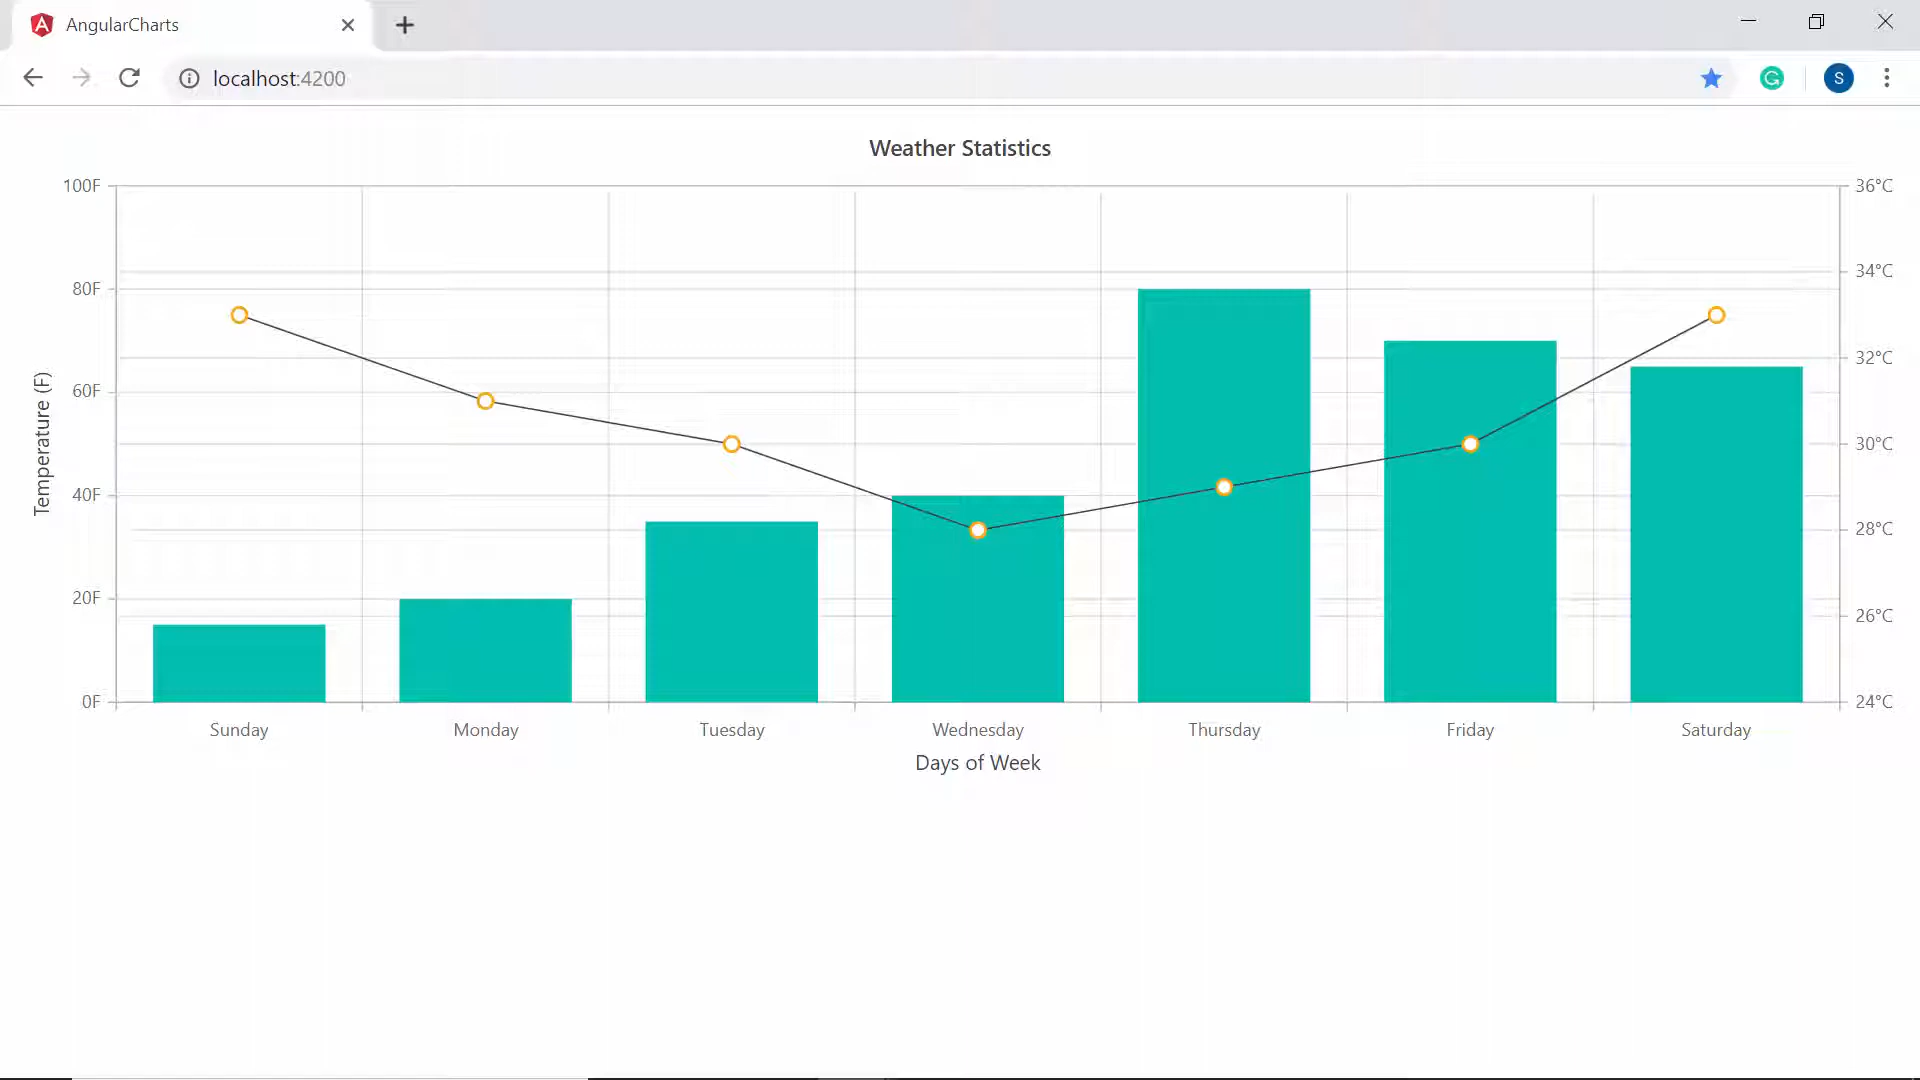 AngularCharts
localhost:4200
S
Weather Statistics
100F
80F
60F
40F
20F
0F
Temperature (F)
36°C
34°C
32°C
30°C
28°C
26°C
24°C
Sunday Monday Tuesday Wednesday Thursday Friday Saturday
Days of Week